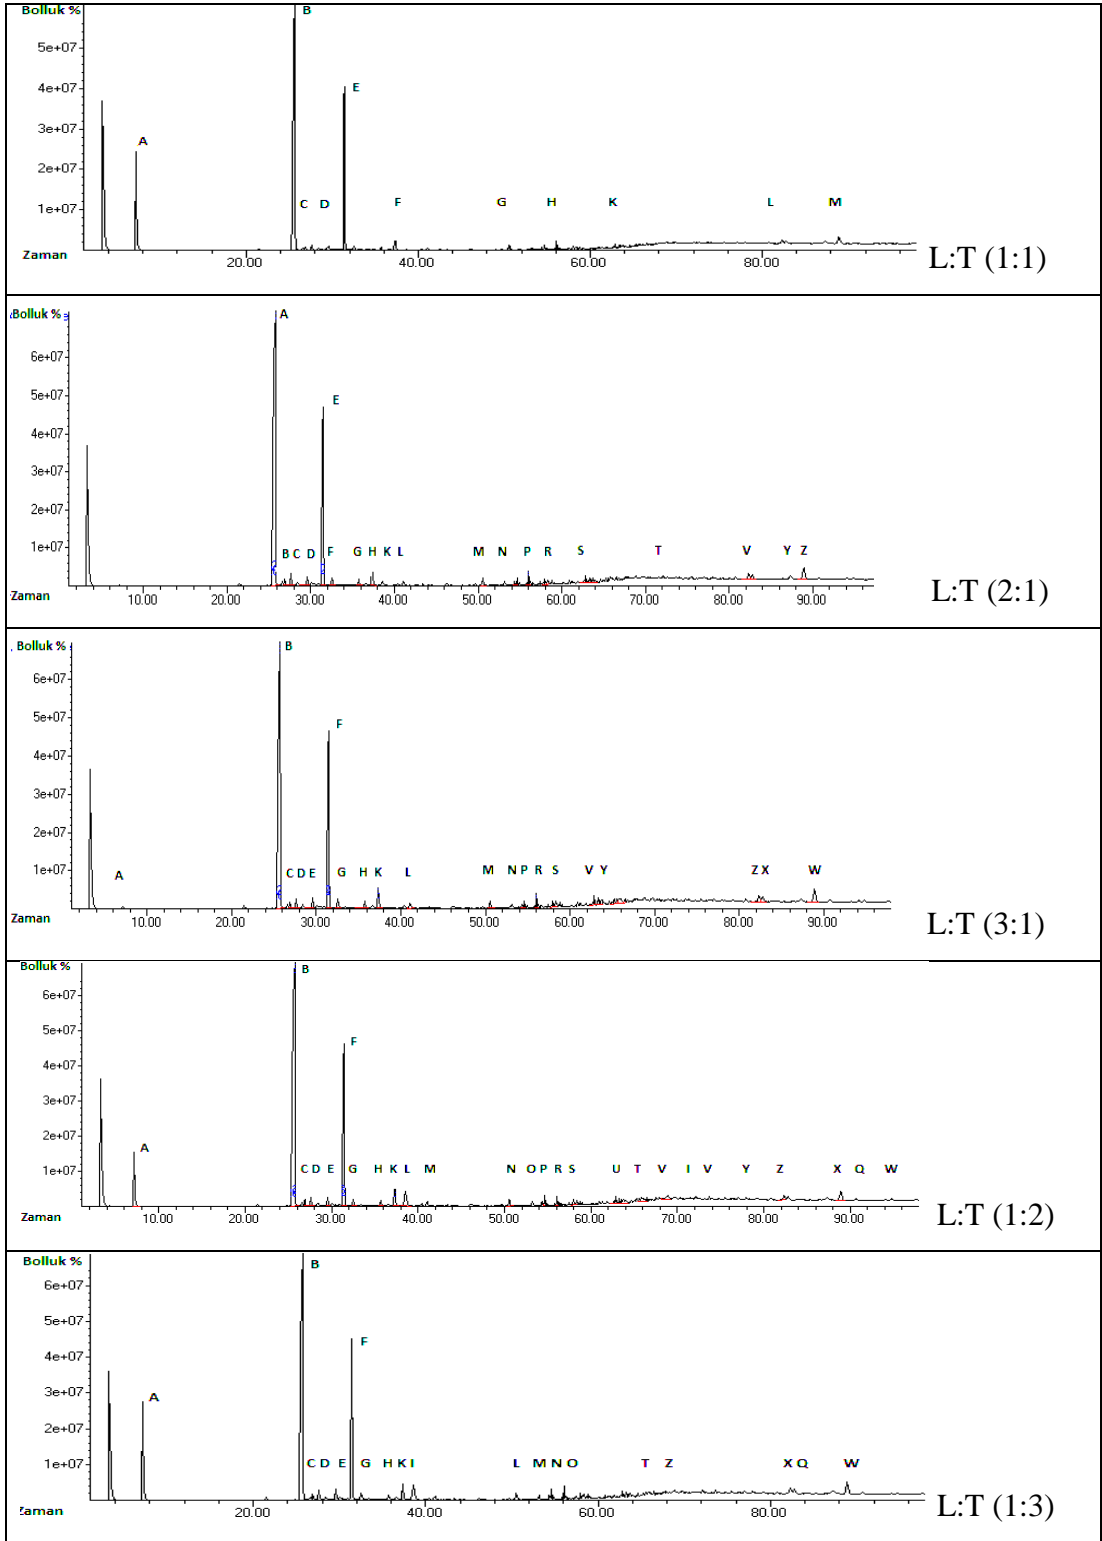 Bolluk %
B
5e+07
4e+07
E
3e+07
A
2e+07
1e+07
C D F G H K L M
Zaman
20.00 40.00 60.00 80.00
L:T (1:1)
Bolluk %
A
6e+07
5e+07
E
4e+07
3e+07
2e+07
1e+07
B C D F G H K L M N P R S T V Y Z
Zaman
10.00 20.00 30.00 40.00 50.00 60.00 70.00 80.00 90.00
L:T (2:1)
Bolluk %
B
6e+07
5e+07
F
4e+07
3e+07
2e+07
1e+07
A C D E G H K L M N P R S V Y Z X W
Zaman
10.00 20.00 30.00 40.00 50.00 60.00 70.00 80.00 90.00
L:T (3:1)
Bolluk %
B
6e+07
5e+07
F
4e+07
3e+07
2e+07
A
1e+07
C D E G H K L M N O P R S U T V I V Y Z X Q W
Zaman
10.00 20.00 30.00 40.00 50.00 60.00 70.00 80.00 90.00
L:T (1:2)
Bolluk %
B
6e+07
5e+07
F
4e+07
3e+07
A
2e+07
1e+07
C D E G H K I L M N O T Z X Q W
Zaman
20.00 40.00 60.00 80.00
L:T (1:3)